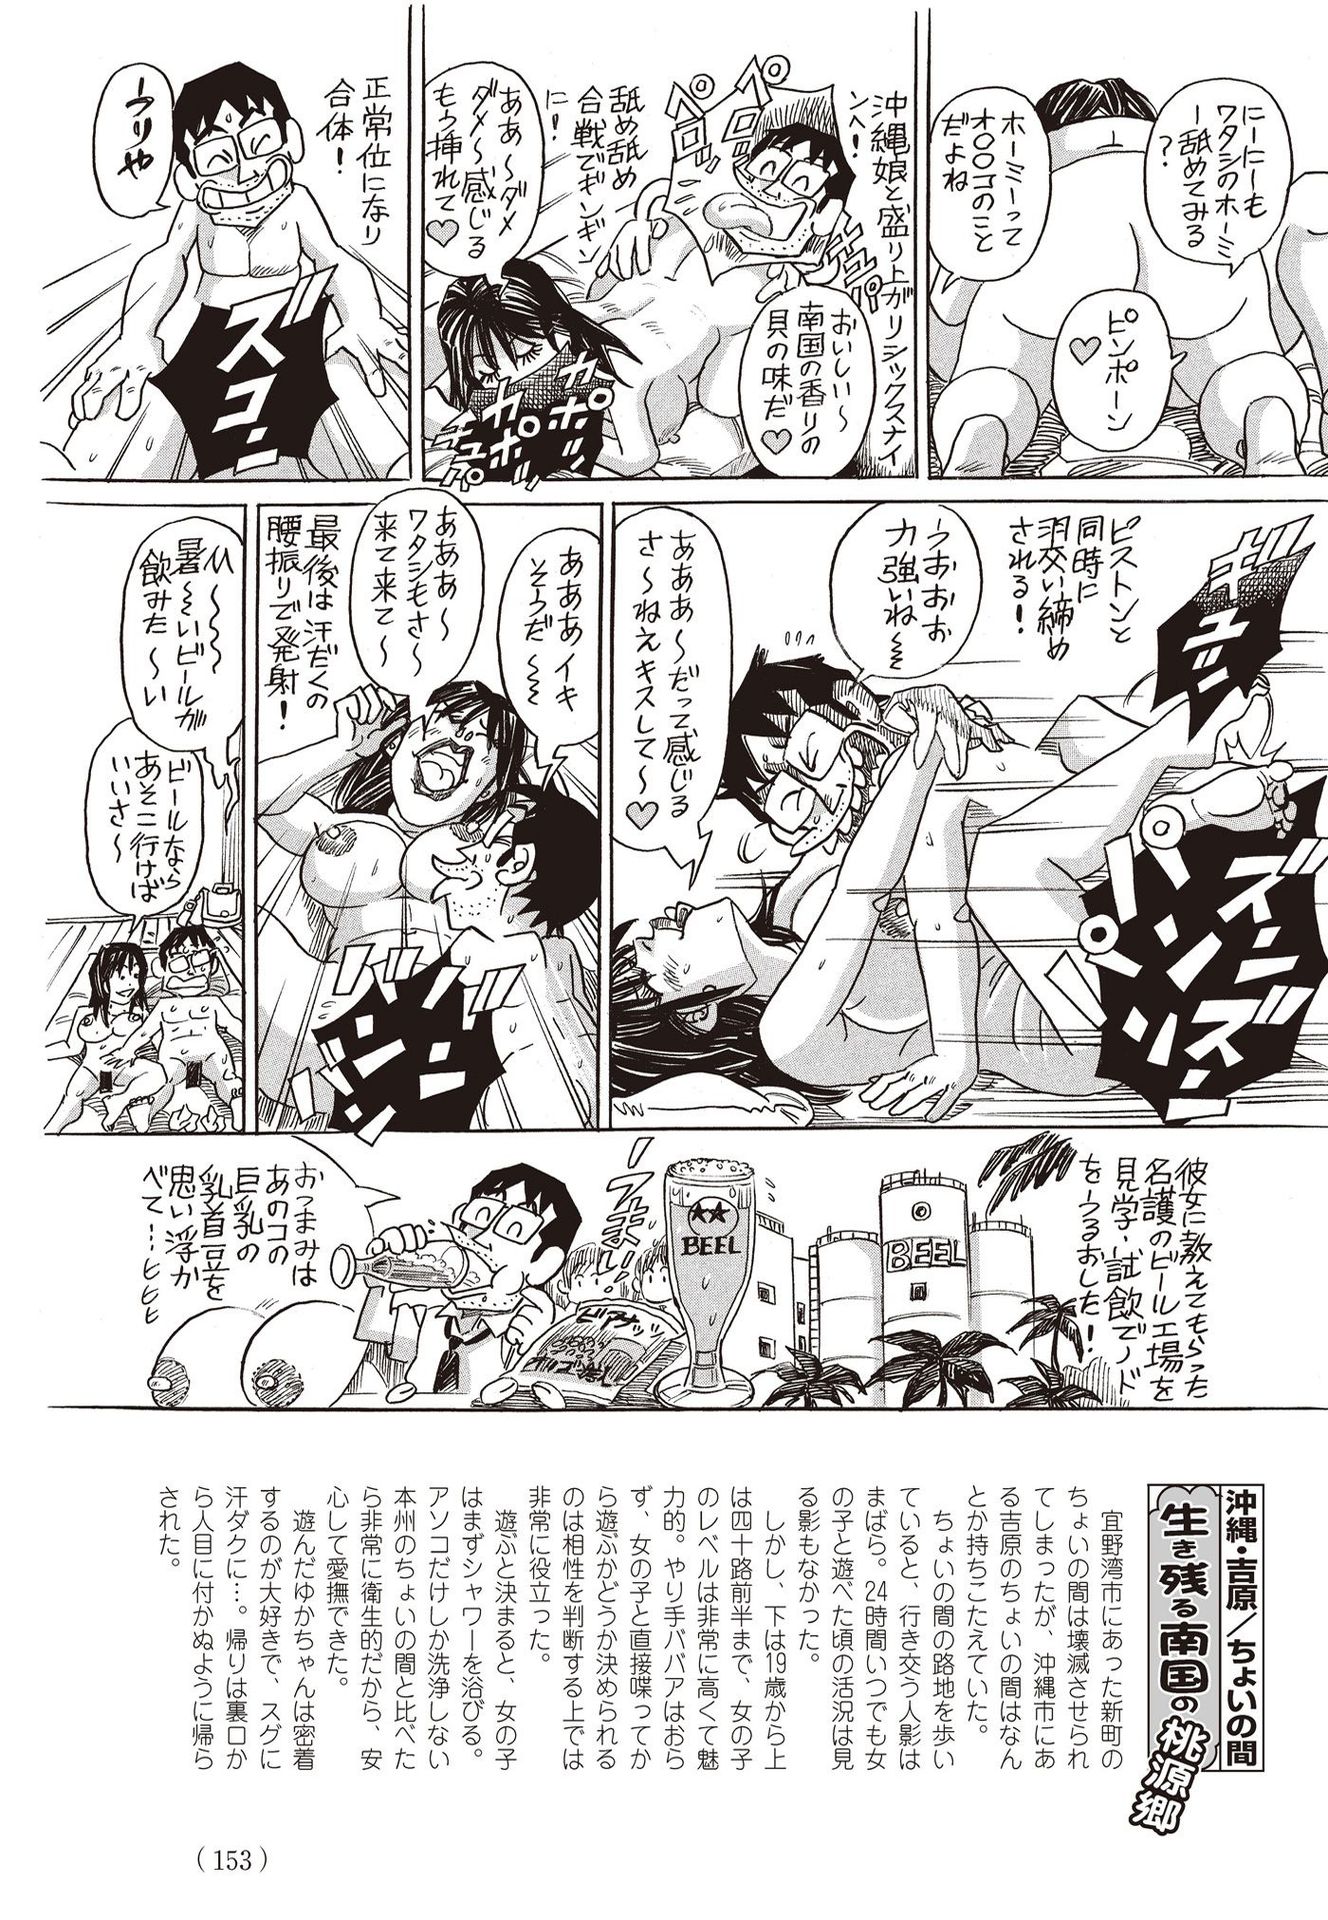 にーにーも
ワタシのホーミ
ー舐めてみる
？
ホーミーって
オ○○コのこと
だよね
ピンポーン
♡
沖縄娘と盛り上がりシックスナイ
ンへ！
ペロペロ
おいしい〜
南国の香りの
貝の味だ♡
チュパチュパ
舐め舐め
合戦でギンギン
に！
ああ〜ダメ
ダメ〜感じる
もう挿れて
♡
カポ
カポッ
チュパ
正常位になり
合体！
うりゃ
ズコーン
ピストンと
同時に
羽交い締め
される！
ギュー
うおおお
力強いね〜
あああ〜だって感じる
さ〜ねえキスして〜♡
パンパン
ズンズン
あああイキ
そうだ〜
あああ〜
ワタシもさ〜
来て来て〜
最後は汗だくの
腰振りで発射！
バンバン
暑〜いビールが
飲みた〜い
ビールなら
あそこ行けば
いいさ〜
彼女に教えてもらった
名護のビール工場を
見学・試飲でノド
をうるおした！
BEEL
BEEL
うまーい!!
ビアナッツ
おつまみは
あのコの
巨乳の
乳首豆を
思い浮か
べて…ヒヒヒ
沖縄・吉原／ちょいの間
生き残る南国の桃源郷
宜野湾市にあった新町の
ちょいの間は壊滅させられ
てしまったが、沖縄市にあ
る吉原のちょいの間はなん
とか持ちこたえていた。
ちょいの間の路地を歩い
ていると、行き交う人影は
まばら。24時間いつでも女
の子と遊べた頃の活況は見
る影もなかった。
しかし、下は19歳から上
は四十路前半まで、女の子
のレベルは非常に高くて魅
力的。やり手ババアはおら
ず、女の子と直接喋ってか
ら遊ぶかどうか決められる
のは相性を判断する上では
非常に役立った。
遊ぶと決まると、女の子
はまずシャワーを浴びる。
アソコだけしか洗浄しない
本州のちょいの間と比べた
ら非常に衛生的だから、安
心して愛撫できた。
遊んだゆかちゃんは密着
するのが大好きで、スグに
汗ダクに…。帰りは裏口か
ら人目に付かぬように帰ら
された。
（153）